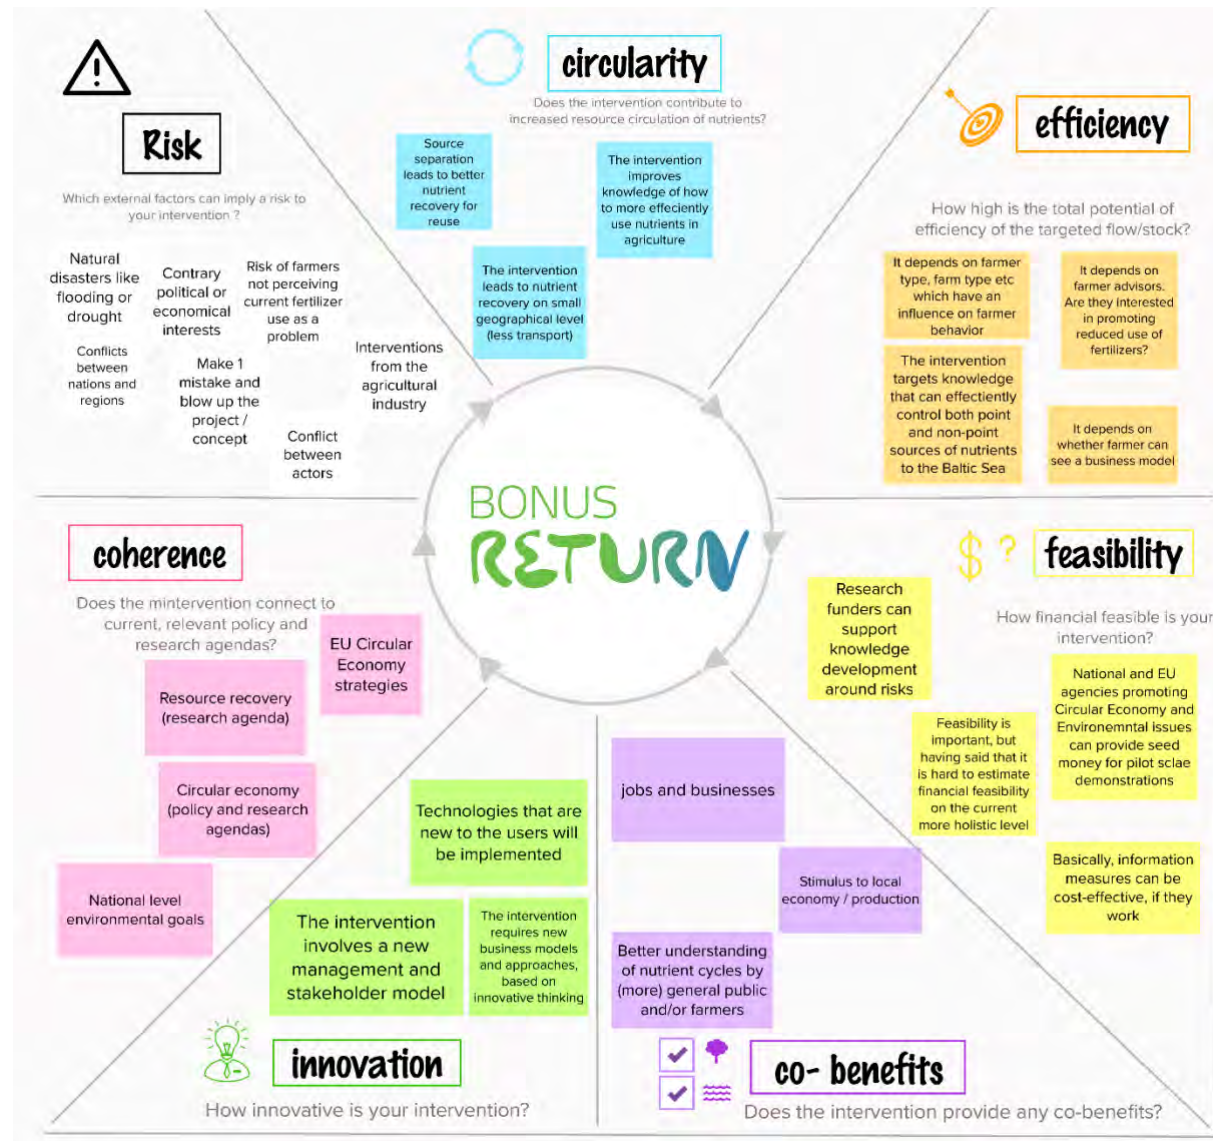 circularity
Does the intervention contribute to
increased resource circulation of nutrients?
Source
separation
leads to better
nutrient
recovery for
reuse
The intervention
improves
knowledge of how
to more effeciently
use nutrients in
agriculture
The intervention
leads to nutrient
recovery on small
geographical level
(less transport)
efficiency
How high is the total potential of
efficiency of the targeted flow/stock?
It depends on farmer
type, farm type etc
which have an
influence on farmer
behavior
It depends on
farmer advisors.
Are they interested
in promoting
reduced use of
fertilizers?
The intervention
targets knowledge
that can effectiently
control both point
and non-point
sources of nutrients
to the Baltic Sea
It depends on
whether farmer can
see a business model
Risk
Which external factors can imply a risk to
your intervention ?
Natural
disasters like
flooding or
drought
Contrary
political or
economical
interests
Risk of farmers
not perceiving
current fertilizer
use as a
problem
Conflicts
between
nations and
regions
Make 1
mistake and
blow up the
project /
concept
Interventions
from the
agricultural
industry
Conflict
between
actors
BONUS
RETURN
coherence
Does the mintervention connect to
current, relevant policy and
research agendas?
EU Circular
Economy
strategies
Resource recovery
(research agenda)
Circular economy
(policy and research
agendas)
National level
environmental goals
$ ?
feasibility
How financial feasible is your
intervention?
Research
funders can
support
knowledge
development
around risks
National and EU
agencies promoting
Circular Economy and
Environemntal issues
can provide seed
money for pilot sclae
demonstrations
Feasibility is
important, but
having said that it
is hard to estimate
financial feasibility
on the current
more holistic level
Basically, information
measures can be
cost-effective, if they
work
Technologies that are
new to the users will
be implemented
The intervention
involves a new
management and
stakeholder model
The intervention
requires new
business models
and approaches,
based on
innovative thinking
innovation
How innovative is your intervention?
jobs and businesses
Stimulus to local
economy / production
Better understanding
of nutrient cycles by
(more) general public
and/or farmers
co- benefits
Does the intervention provide any co-benefits?